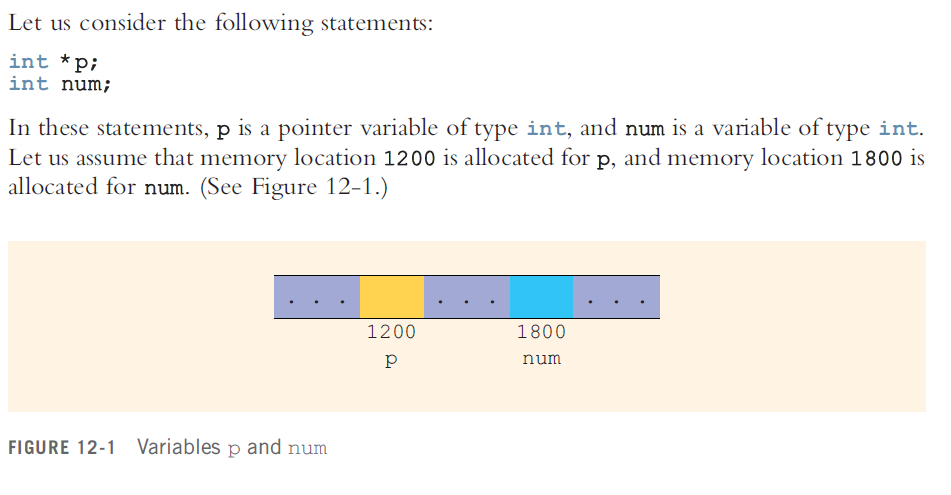 Let us consider the following statements:
int *p;
int num;
In these statements, p is a pointer variable of type int, and num is a variable of type int.
Let us assume that memory location 1200 is allocated for p, and memory location 1800 is
allocated for num. (See Figure 12-1.)
. . . . . . . . .
1200 1800
p num
FIGURE 12-1 Variables p and num